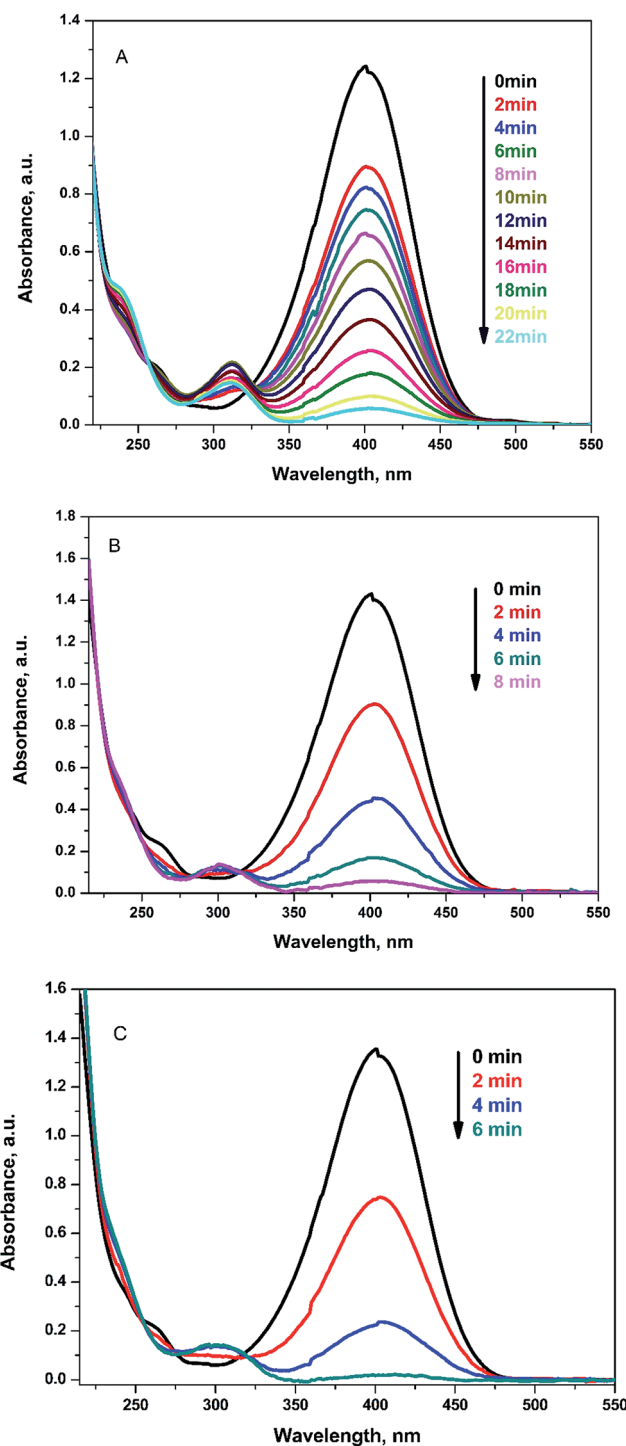 A
1.4
1.2
1.0
0.8
0.6
0.4
0.2
0.0
Absorbance, a.u.
0min
2min
4min
6min
8min
10min
12min
14min
16min
18min
20min
22min
250 300 350 400 450 500 550
Wavelength, nm
B
1.8
1.6
1.4
1.2
1.0
0.8
0.6
0.4
0.2
0.0
Absorbance, a.u.
0 min
2 min
4 min
6 min
8 min
250 300 350 400 450 500 550
Wavelength, nm
C
1.6
1.4
1.2
1.0
0.8
0.6
0.4
0.2
0.0
Absorbance, a.u.
0 min
2 min
4 min
6 min
250 300 350 400 450 500 550
Wavelength, nm